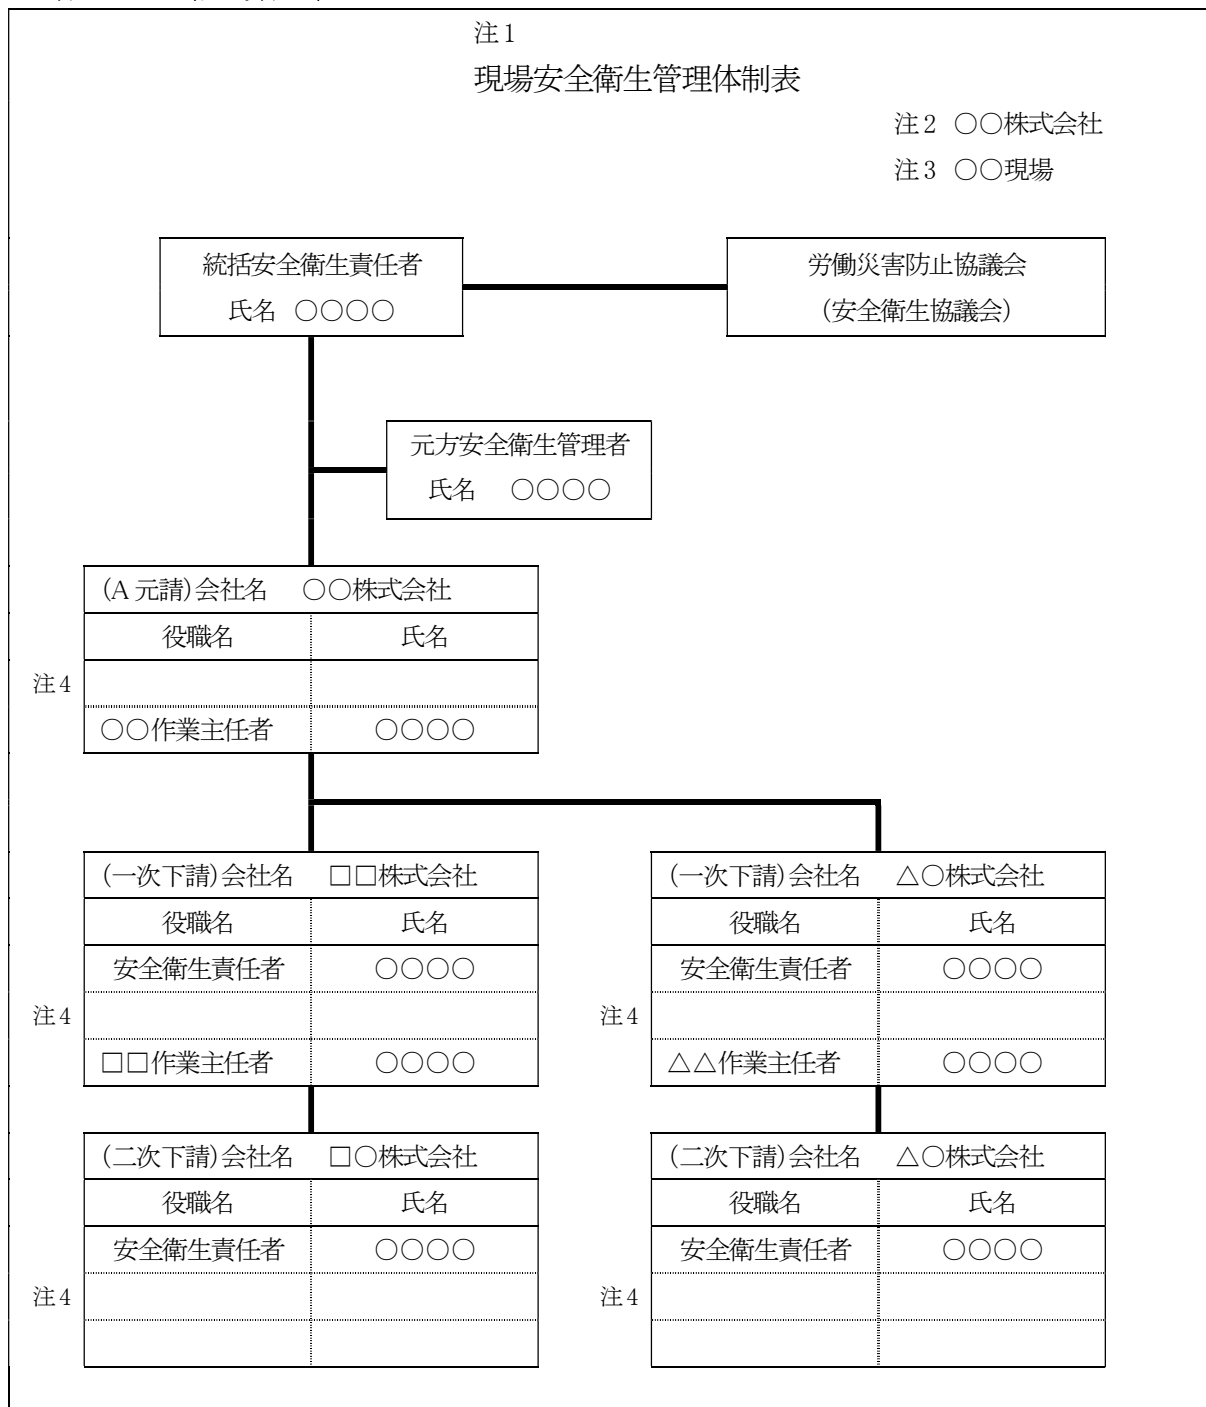 注1
現場安全衛生管理体制表
注2 ○○株式会社
注3 ○○現場
統括安全衛生責任者
氏名 ○○○○
労働災害防止協議会
(安全衛生協議会)
元方安全衛生管理者
氏名 ○○○○
(A 元請)会社名 ○○株式会社
役職名 氏名
注4
○○作業主任者 ○○○○
(一次下請)会社名 □□株式会社
役職名 氏名
安全衛生責任者 ○○○○
注4
□□作業主任者 ○○○○
(一次下請)会社名 △○株式会社
役職名 氏名
安全衛生責任者 ○○○○
注4
△△作業主任者 ○○○○
(二次下請)会社名 □○株式会社
役職名 氏名
安全衛生責任者 ○○○○
注4
(二次下請)会社名 △○株式会社
役職名 氏名
安全衛生責任者 ○○○○
注4